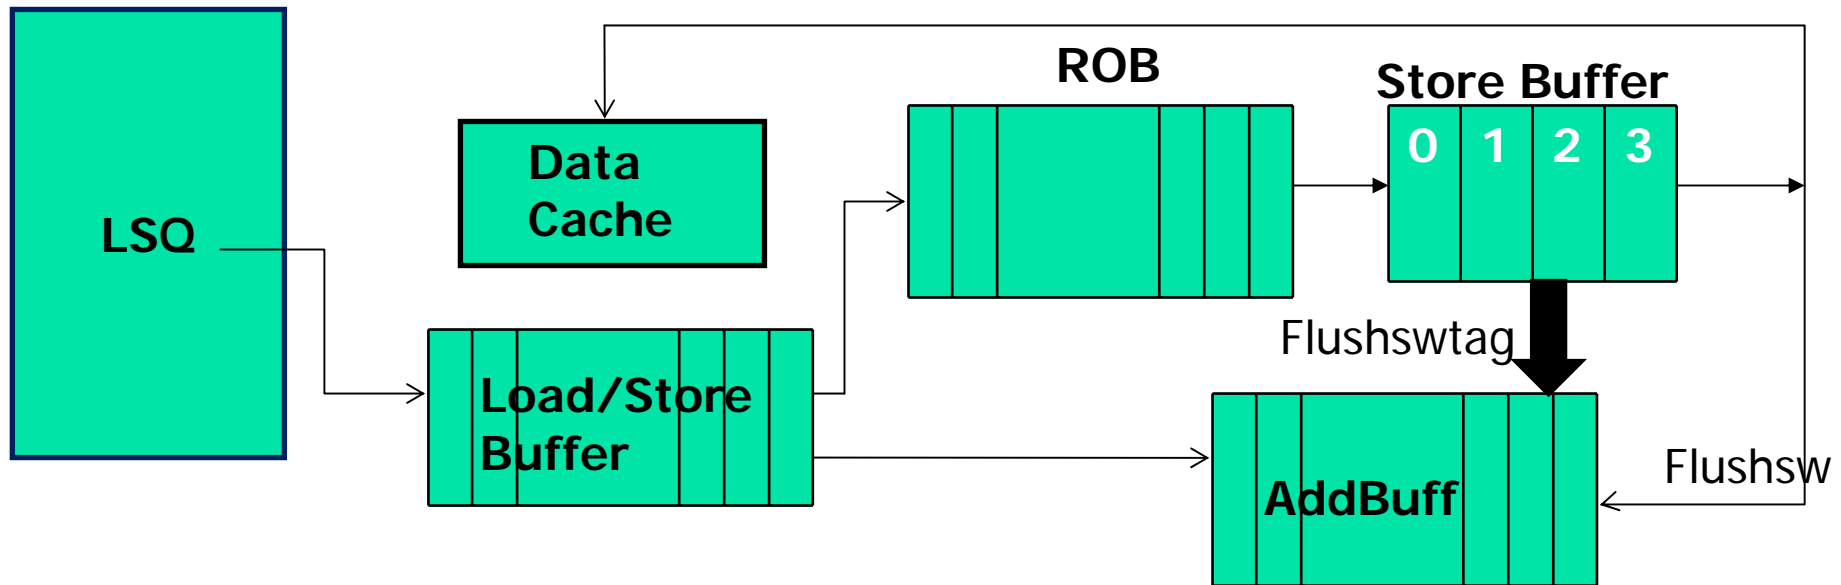 ROB
Store Buffer
0 1 2 3
Data
Cache
LSQ
Flushswtag
Load/Store
Buffer
AddBuff
Flushsw